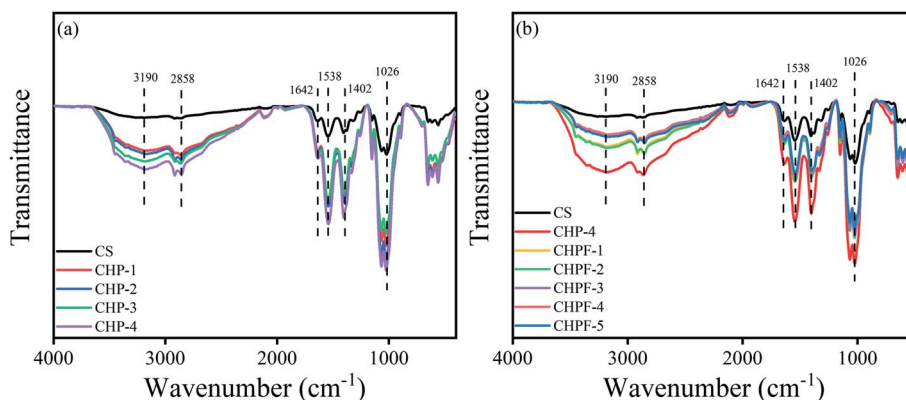 (a)
3190
2858
1642
1538
1402
1026
Transmittance
CS
CHP-1
CHP-2
CHP-3
CHP-4
4000
3000
2000
1000
Wavenumber (cm⁻¹)
(b)
3190
2858
1642
1538
1402
1026
Transmittance
CS
CHP-4
CHPF-1
CHPF-2
CHPF-3
CHPF-4
CHPF-5
4000
3000
2000
1000
Wavenumber (cm⁻¹)